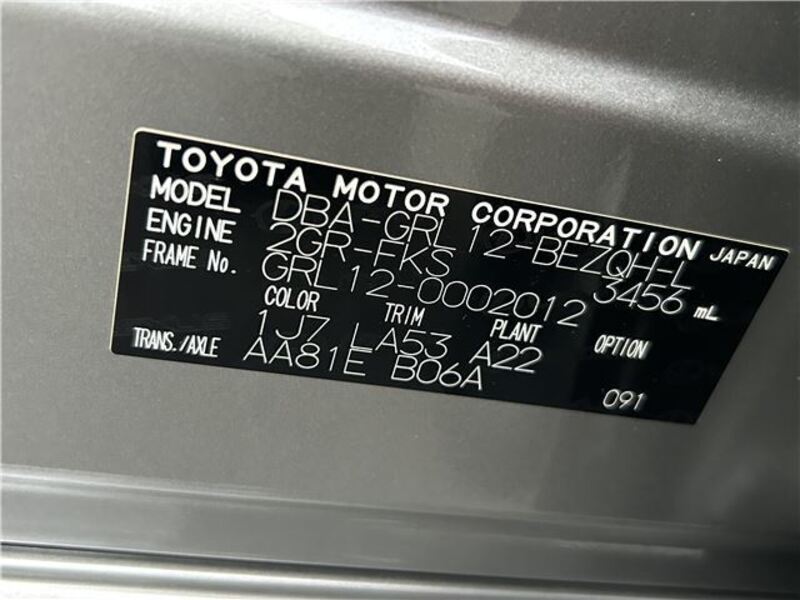 TOYOTA MOTOR CORPORATION JAPAN
MODEL DBA-GRL12-BEZQH-L
ENGINE 2GR-FKS 3456 mL
FRAME No. GRL12-0002012
COLOR TRIM PLANT OPTION
1J7 LA53 A22
TRANS./AXLE AA81E B06A 091